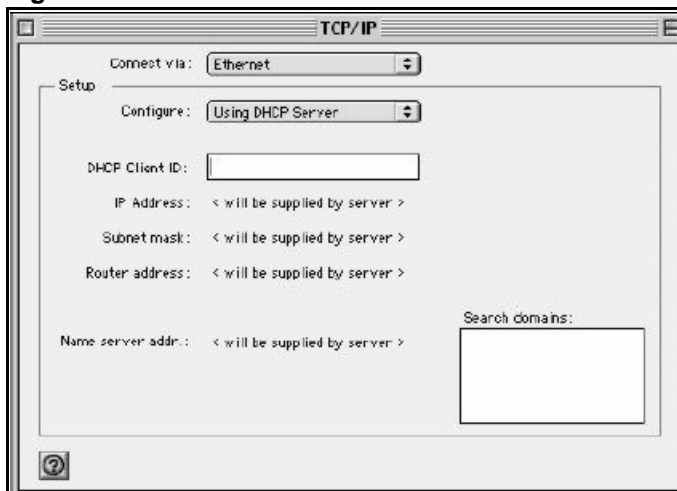 TCP/IP
Connect via: Ethernet
Setup
Configure: Using DHCP Server
DHCP Client ID:
IP Address: < will be supplied by server >
Subnet mask: < will be supplied by server >
Router address: < will be supplied by server >
Search domains:
Name server addr.: < will be supplied by server >
?